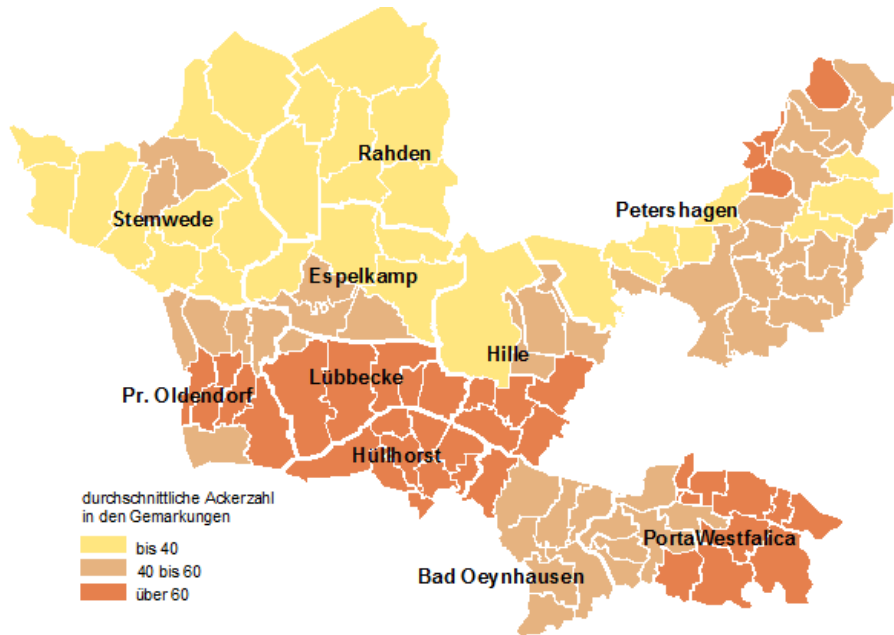 Rahden
Stemwede
Petershagen
Espelkamp
Hille
Lübbecke
Pr. Oldendorf
Hüllhorst
durchschnittliche Ackerzahl
in den Gemarkungen
bis 40
40 bis 60
über 60
PortaWestfalica
Bad Oeynhausen